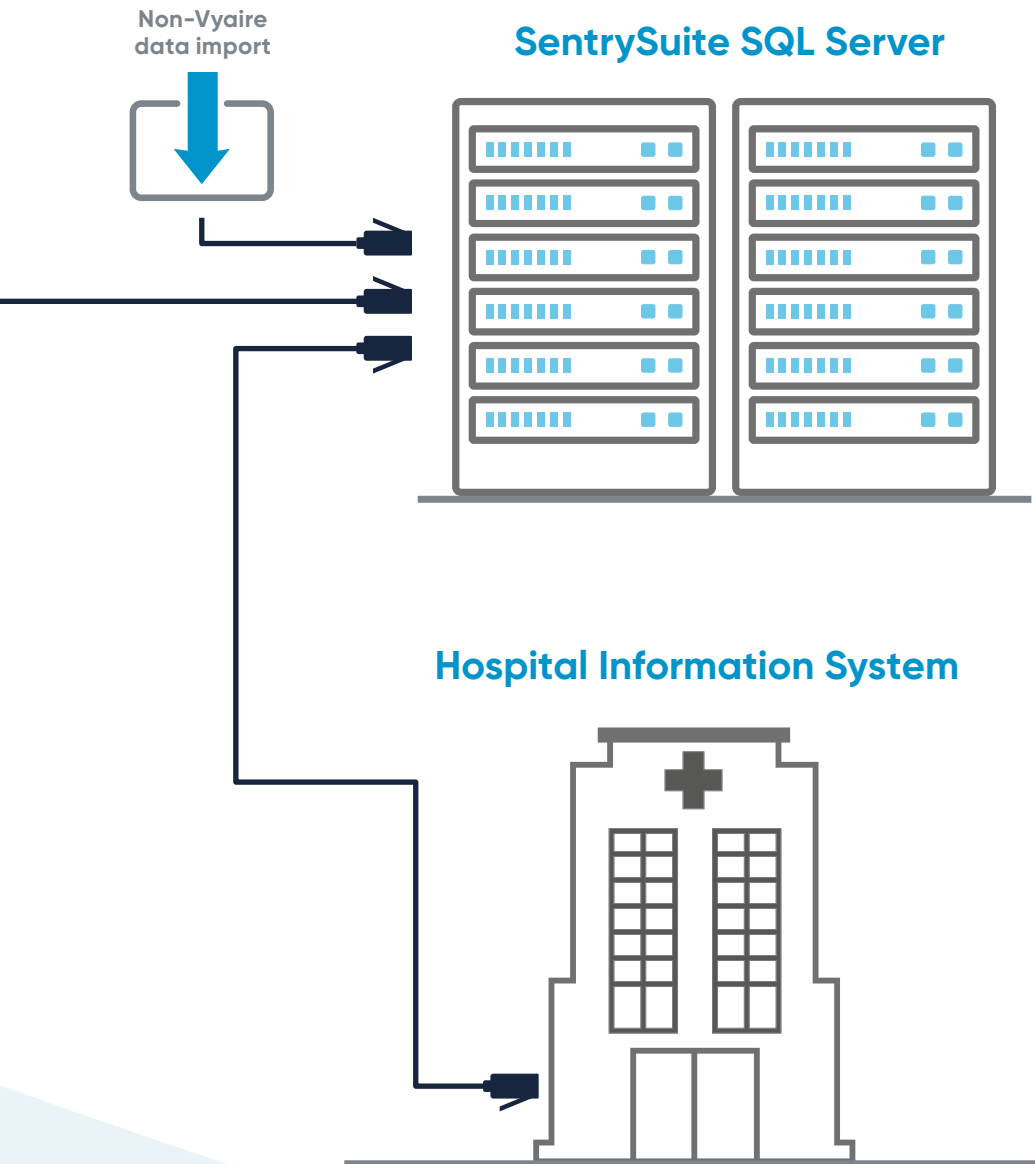 Non-Vyaire
data import
SentrySuite SQL Server
Hospital Information System